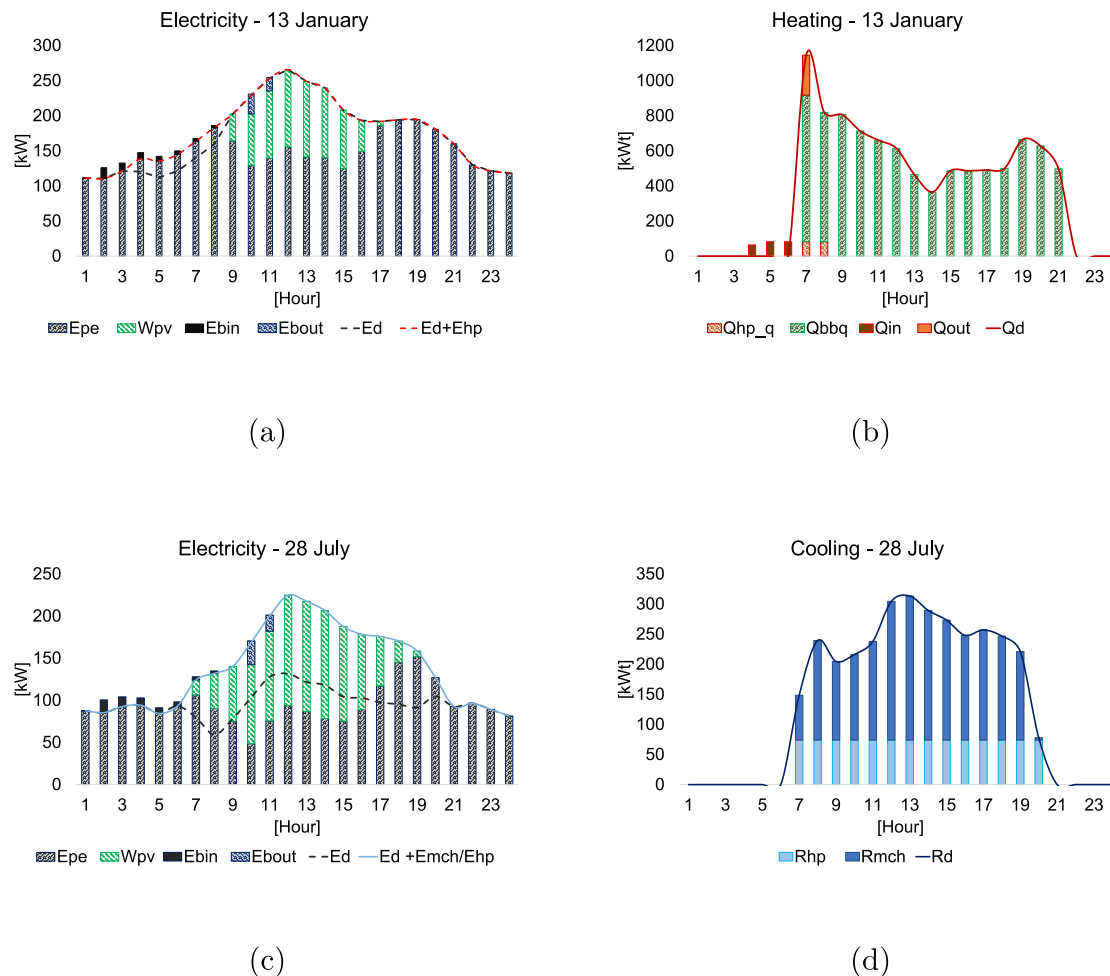 Electricity - 13 January
300
250
200
150
100
50
0
[kW]
1 3 5 7 9 11 13 15 17 19 21 23
[Hour]
Epe Wpv Ebin Ebout Ed Ed+Ehp
(a)
Heating - 13 January
1200
1000
800
600
400
200
0
[kWt]
1 3 5 7 9 11 13 15 17 19 21 23
[Hour]
Qhp_q Qbbq Qin Qout Qd
(b)
Electricity - 28 July
250
200
150
100
50
0
[kW]
1 3 5 7 9 11 13 15 17 19 21 23
[Hour]
Epe Wpv Ebin Ebout Ed Ed +Emch/Ehp
(c)
Cooling - 28 July
350
300
250
200
150
100
50
0
[kWt]
1 3 5 7 9 11 13 15 17 19 21 23
[Hour]
Rhp Rmch Rd
(d)